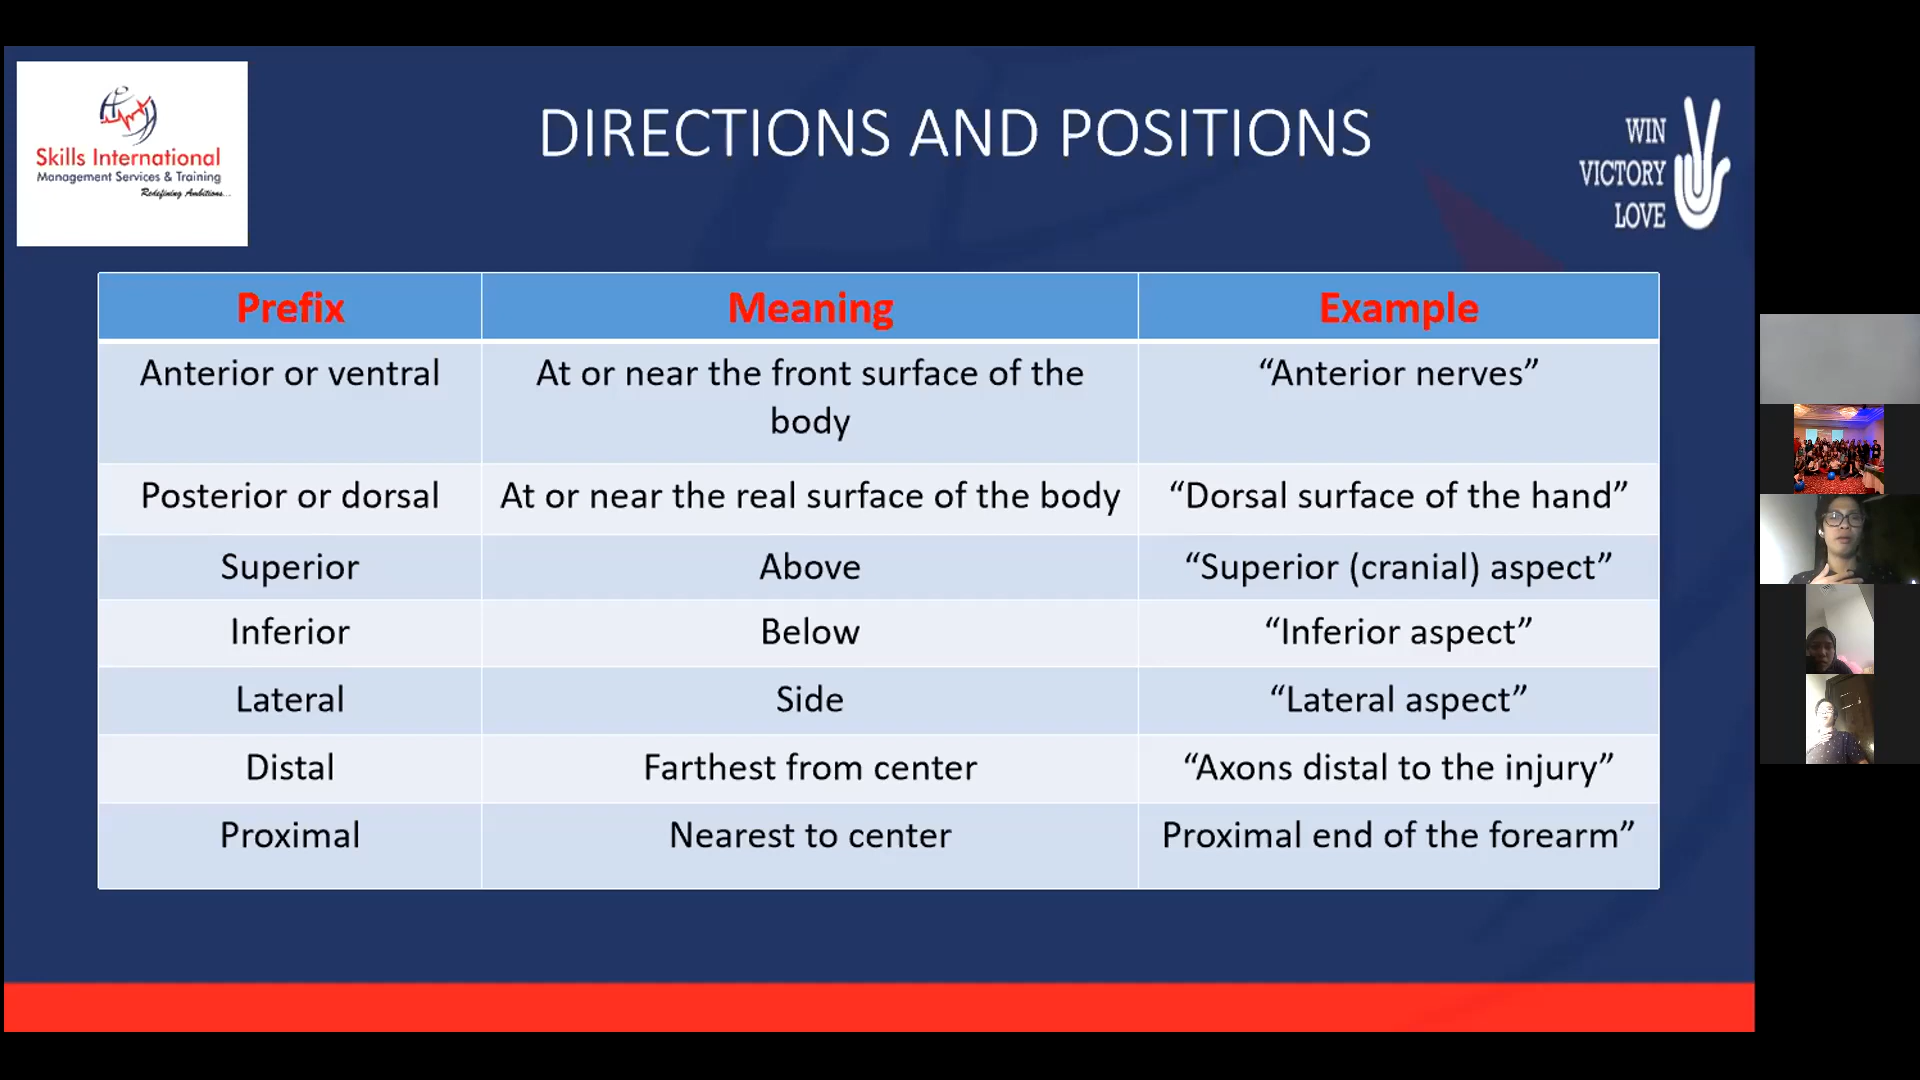 Skills International
Management Services & Training
Redefining Ambitions...
DIRECTIONS AND POSITIONS
WIN
VICTORY
LOVE
Prefix Meaning Example
Anterior or ventral At or near the front surface of the “Anterior nerves”
body
Posterior or dorsal At or near the real surface of the body “Dorsal surface of the hand”
Superior Above “Superior (cranial) aspect”
Inferior Below “Inferior aspect”
Lateral Side “Lateral aspect”
Distal Farthest from center “Axons distal to the injury”
Proximal Nearest to center Proximal end of the forearm”